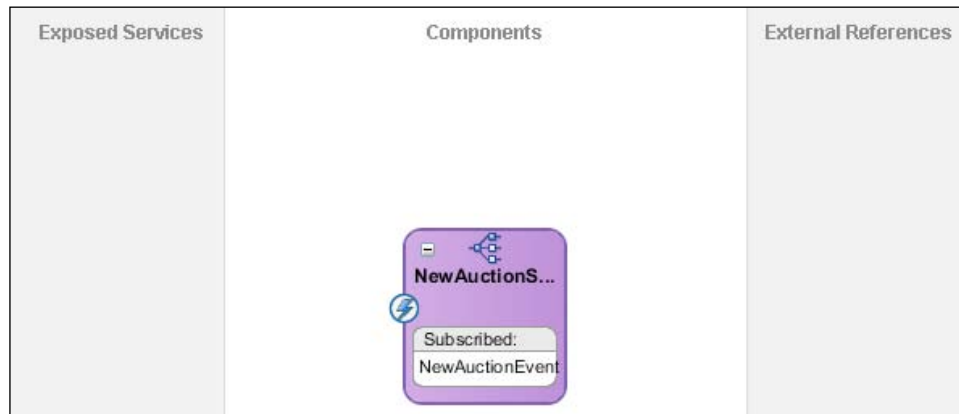 Exposed Services
Components
External References
NewAuctionS...
Subscribed:
NewAuctionEvent